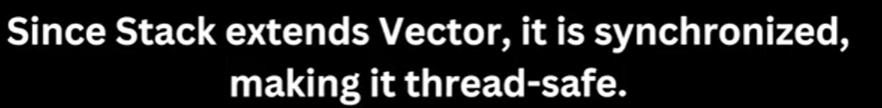 Since Stack extends Vector, it is synchronized,
making it thread-safe.